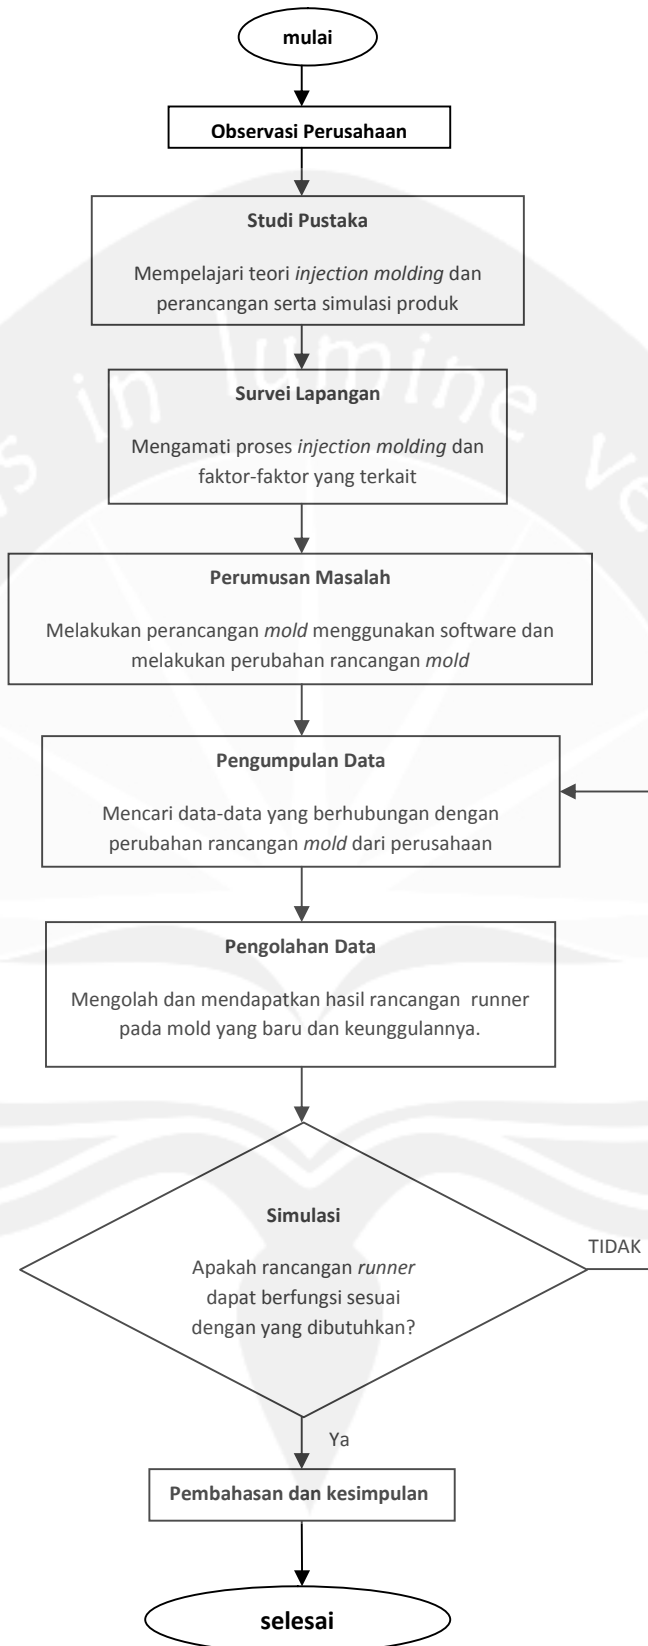 mulai
Observasi Perusahaan
Studi Pustaka
Mempelajari teori injection molding dan
perancangan serta simulasi produk
in lumine
Survei Lapangan
Mengamati proses injection molding dan
faktor-faktor yang terkait
Perumusan Masalah
Melakukan perancangan mold menggunakan software dan
melakukan perubahan rancangan mold
Pengumpulan Data
Mencari data-data yang berhubungan dengan
perubahan rancangan mold dari perusahaan
Pengolahan Data
Mengolah dan mendapatkan hasil rancangan runner
pada mold yang baru dan keunggulannya.
Simulasi
Apakah rancangan runner
dapat berfungsi sesuai
dengan yang dibutuhkan?
TIDAK
Ya
Pembahasan dan kesimpulan
selesai